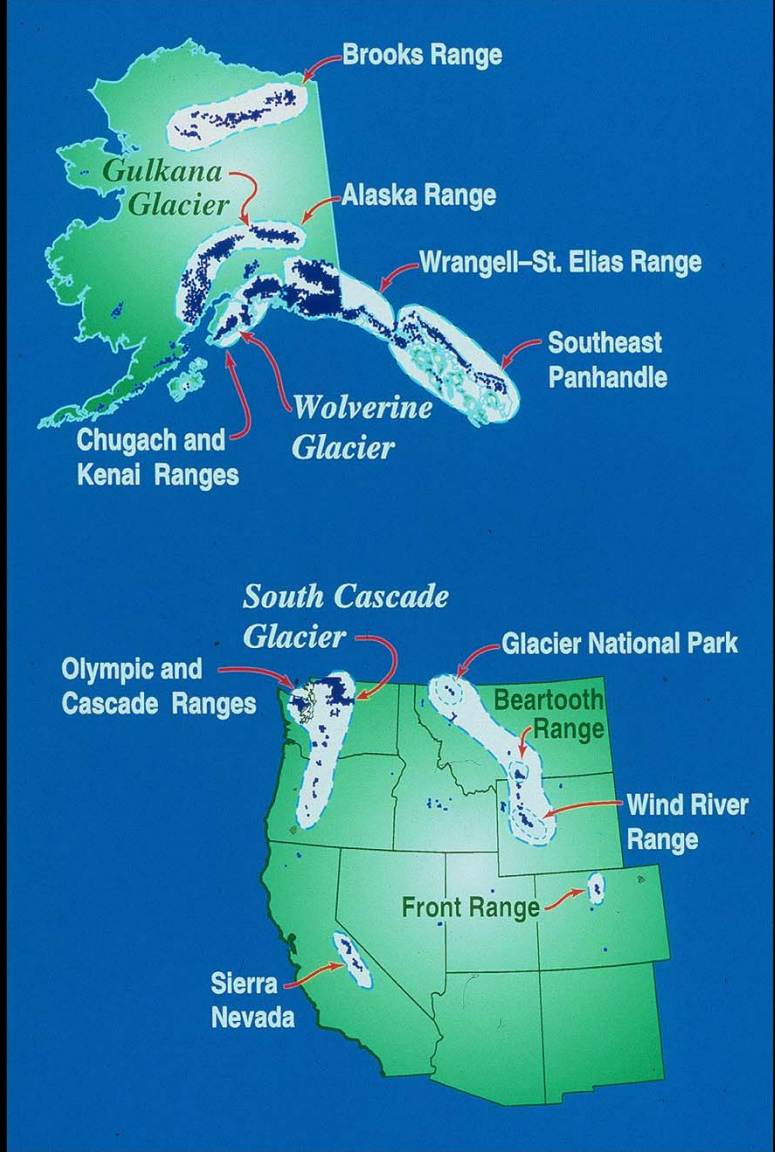 Brooks Range
Gulkana
Glacier
Alaska Range
Wrangell–St. Elias Range
Southeast
Panhandle
Wolverine
Glacier
Chugach and
Kenai Ranges
South Cascade
Glacier
Glacier National Park
Olympic and
Cascade Ranges
Beartooth
Range
Wind River
Range
Front Range
Sierra
Nevada